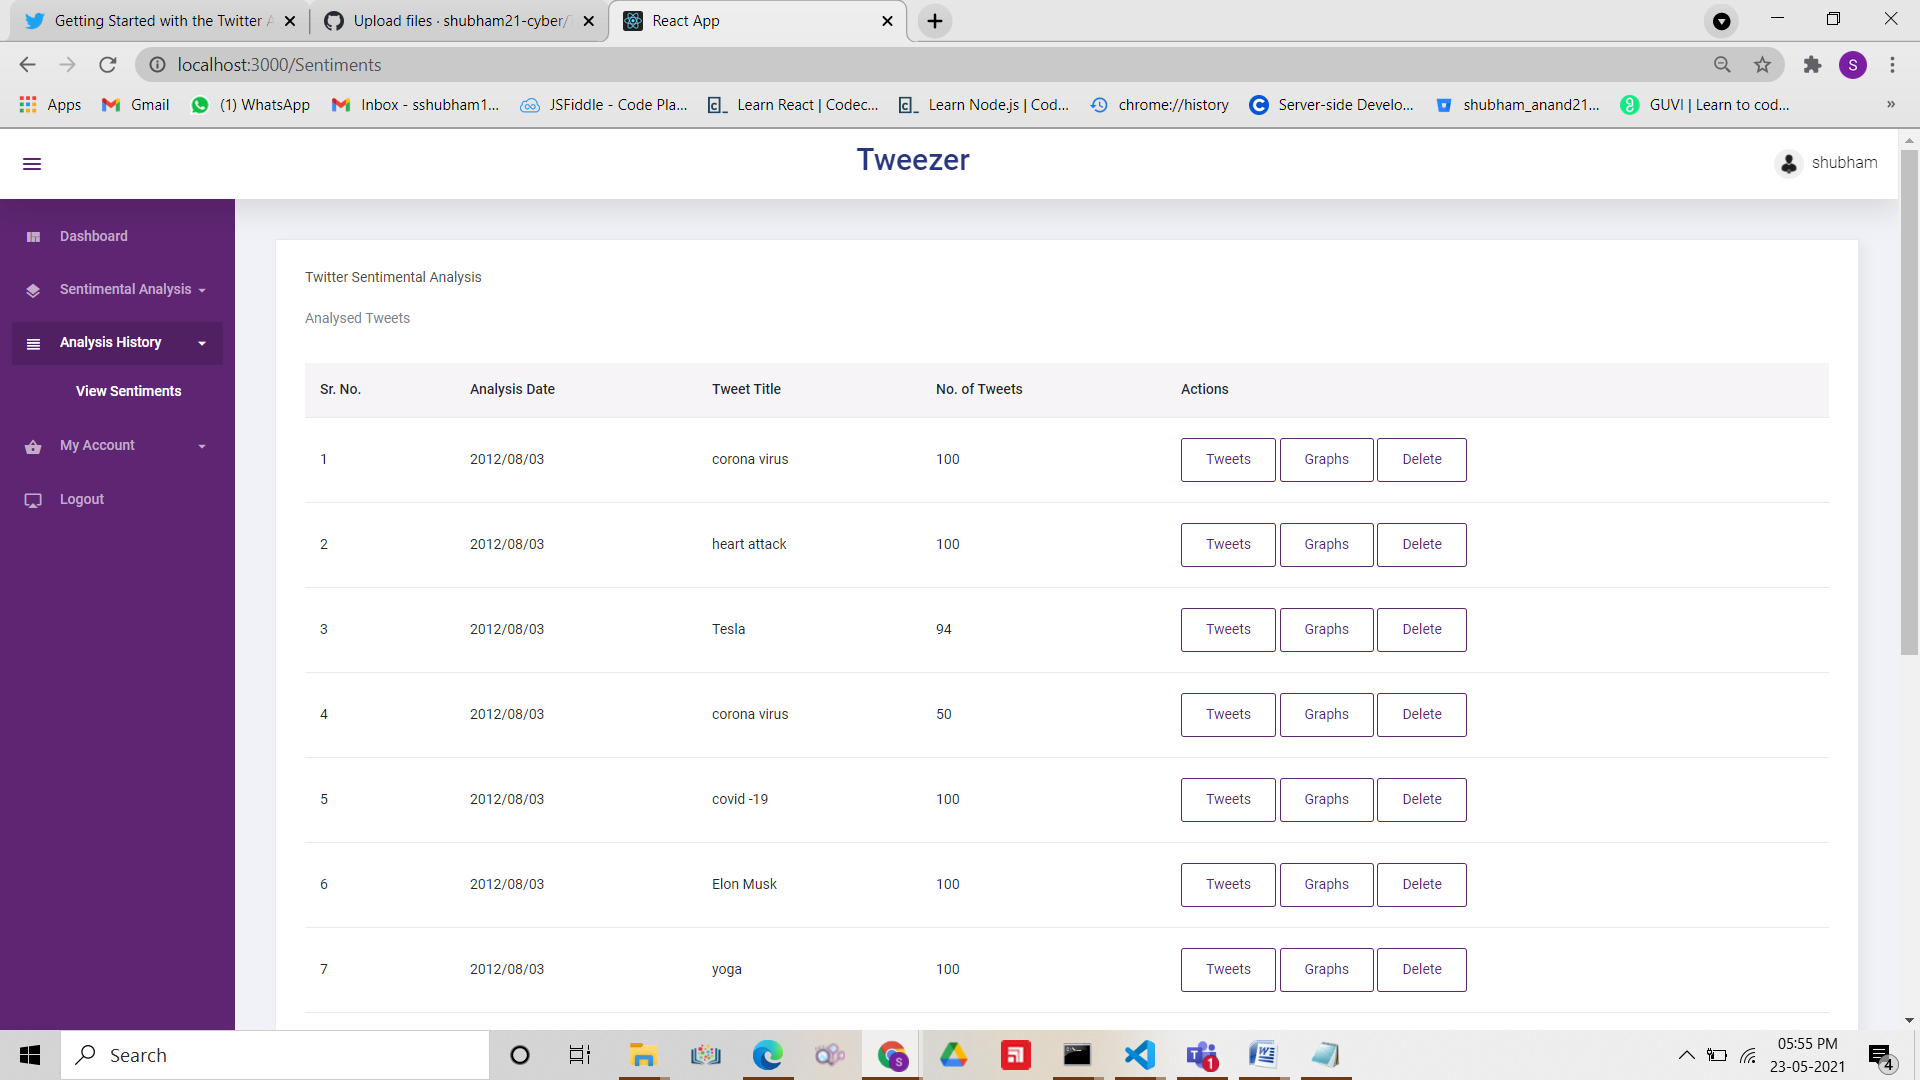 Getting Started with the Twitter A
Upload files · shubham21-cyber/
React App
localhost:3000/Sentiments
S
Apps
Gmail
(1) WhatsApp
Inbox - sshubham1...
JSFiddle - Code Pla...
Learn React | Codec...
Learn Node.js | Cod...
chrome://history
Server-side Develo...
shubham_anand21...
GUVI | Learn to cod...
»
Tweezer
shubham
Dashboard
Sentimental Analysis
Analysis History
View Sentiments
My Account
Logout
Twitter Sentimental Analysis
Analysed Tweets
Sr. No. Analysis Date Tweet Title No. of Tweets Actions
1 2012/08/03 corona virus 100 Tweets Graphs Delete
2 2012/08/03 heart attack 100 Tweets Graphs Delete
3 2012/08/03 Tesla 94 Tweets Graphs Delete
4 2012/08/03 corona virus 50 Tweets Graphs Delete
5 2012/08/03 covid -19 100 Tweets Graphs Delete
6 2012/08/03 Elon Musk 100 Tweets Graphs Delete
7 2012/08/03 yoga 100 Tweets Graphs Delete
Search
05:55 PM
23-05-2021
4